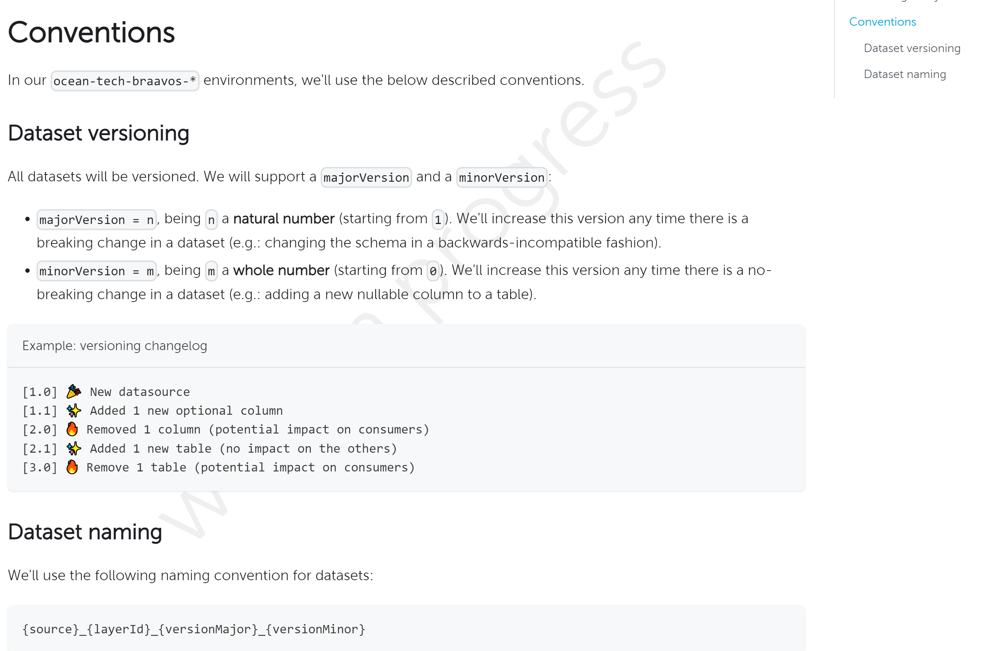 Conventions
In our ocean-tech-braavos-* environments, we'll use the below described conventions.
Dataset versioning
All datasets will be versioned. We will support a majorVersion and a minorVersion:
• majorVersion = n, being n a natural number (starting from 1). We'll increase this version any time there is a
breaking change in a dataset (e.g.: changing the schema in a backwards-incompatible fashion).
• minorVersion = m, being m a whole number (starting from 0). We'll increase this version any time there is a no-
breaking change in a dataset (e.g.: adding a new nullable column to a table).
Example: versioning changelog
[1.0] 🎉 New datasource
[1.1] ✨ Added 1 new optional column
[2.0] 🔥 Removed 1 column (potential impact on consumers)
[2.1] ✨ Added 1 new table (no impact on the others)
[3.0] 🔥 Remove 1 table (potential impact on consumers)
Dataset naming
We'll use the following naming convention for datasets:
{source}_{layerId}_{versionMajor}_{versionMinor}
Conventions
Dataset versioning
Dataset naming
progress